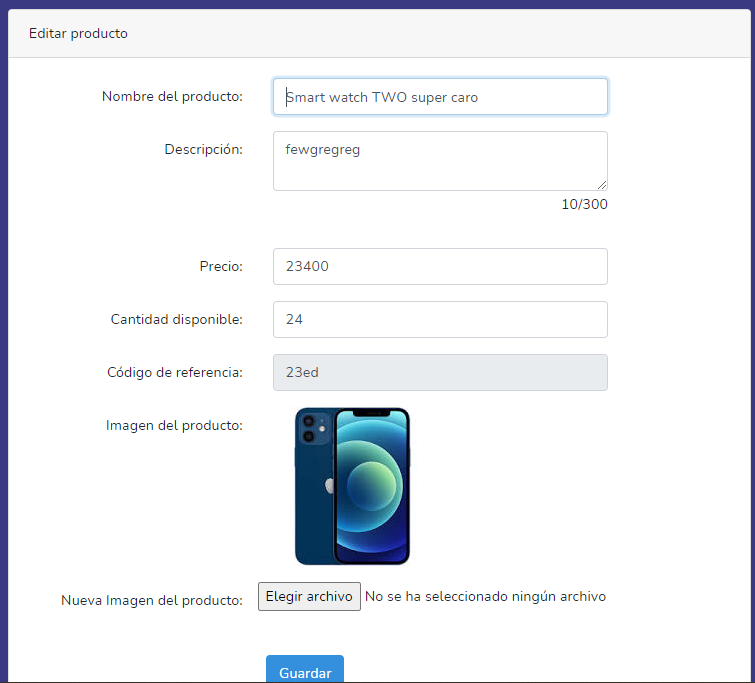 Editar producto
Nombre del producto: Smart watch TWO super caro
Descripción: fewgregreg
10/300
Precio: 23400
Cantidad disponible: 24
Código de referencia: 23ed
Imagen del producto:
Nueva Imagen del producto: Elegir archivo No se ha seleccionado ningún archivo
Guardar